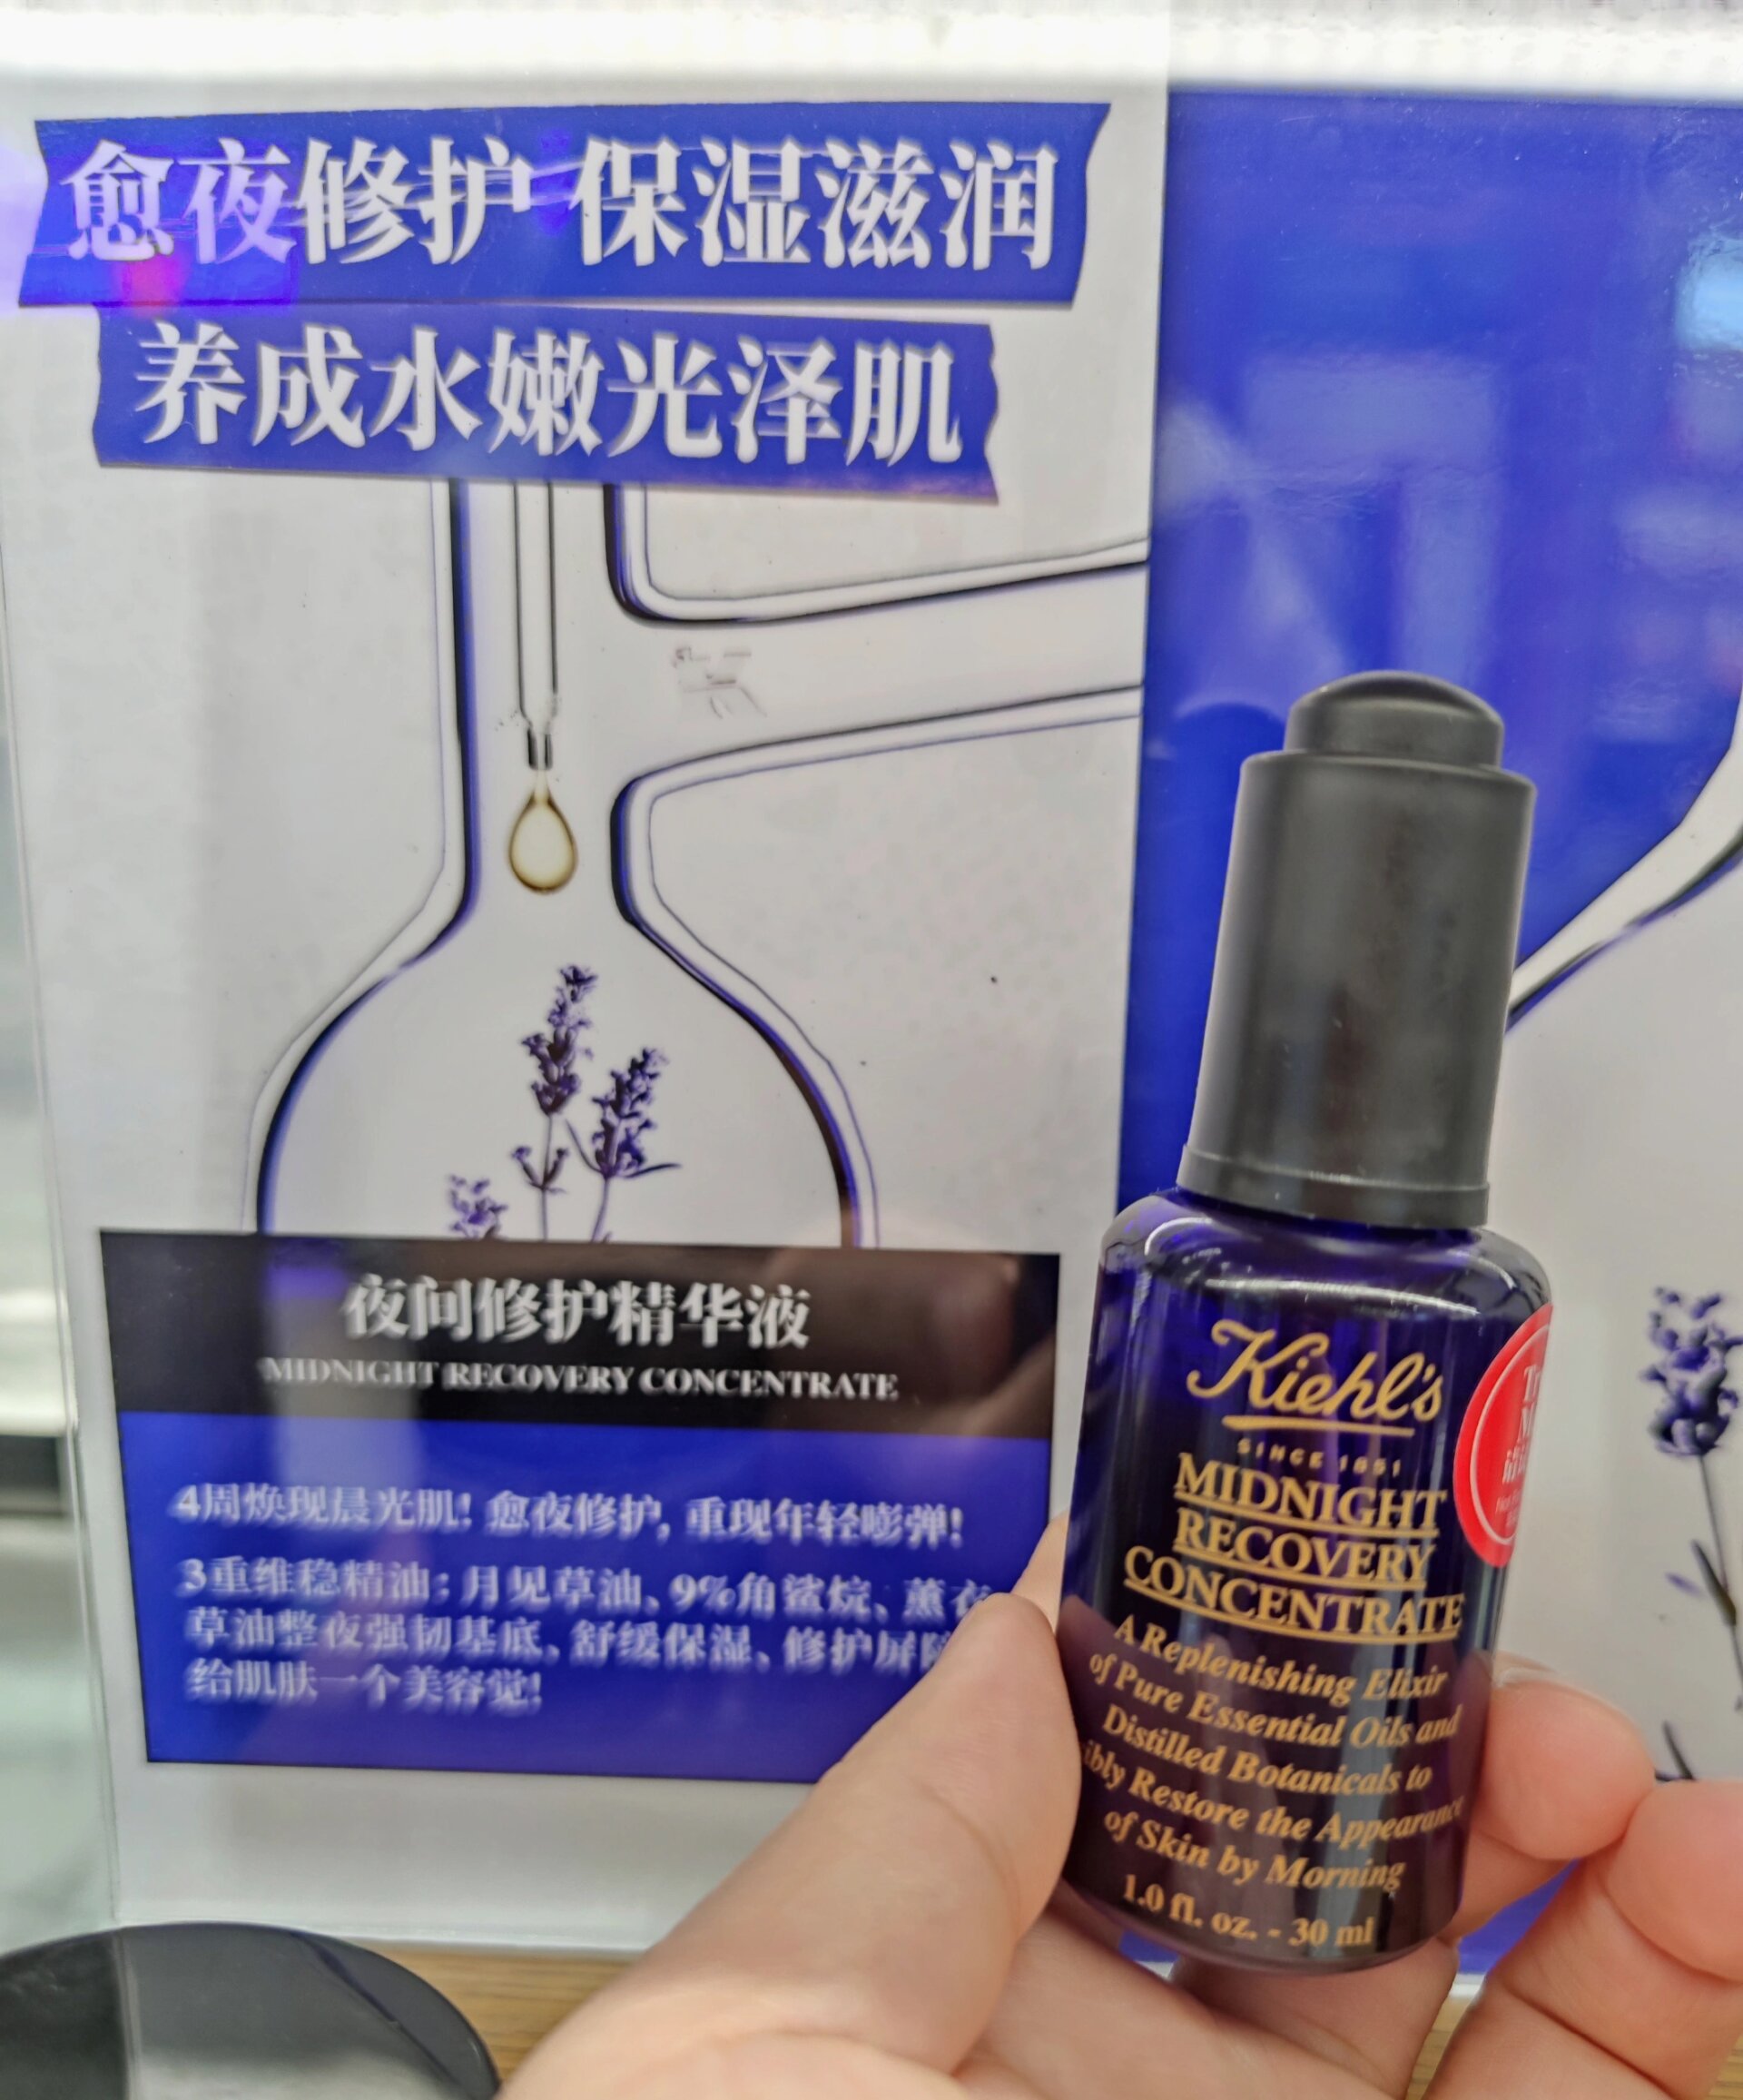 愈夜修护 保湿滋润
养成水嫩光泽肌
夜间修护精华液
MIDNIGHT RECOVERY CONCENTRATE
4周焕现晨光肌！愈夜修护，重现年轻嘭弹！
3重维稳精油：月见草油、9%角鲨烷、薰衣
草油整夜强韧基底、舒缓保湿、修护屏障
给肌肤一个美容觉！
Kiehl's
SINCE 1851
MIDNIGHT
RECOVERY
CONCENTRATE
A Replenishing Elixir
of Pure Essential Oils and
Distilled Botanicals to
Restore the Appearance
of Skin by Morning
1.0 fl. oz. - 30 ml